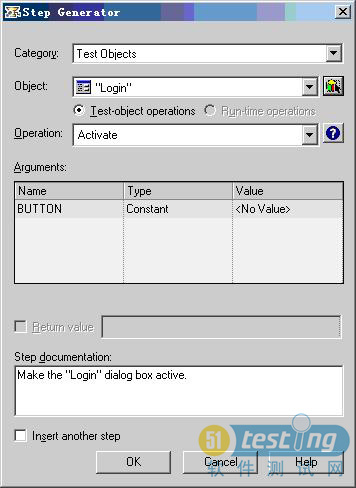 Step Generator
Category: Test Objects
Object: "Login"
Test-object operations Run-time operations
Operation: Activate
Arguments:
Name Type Value
BUTTON Constant <No Value>
Return value
Step documentation:
Make the "Login" dialog box active.
Insert another step
51testing
软件测试网
OK Cancel Help